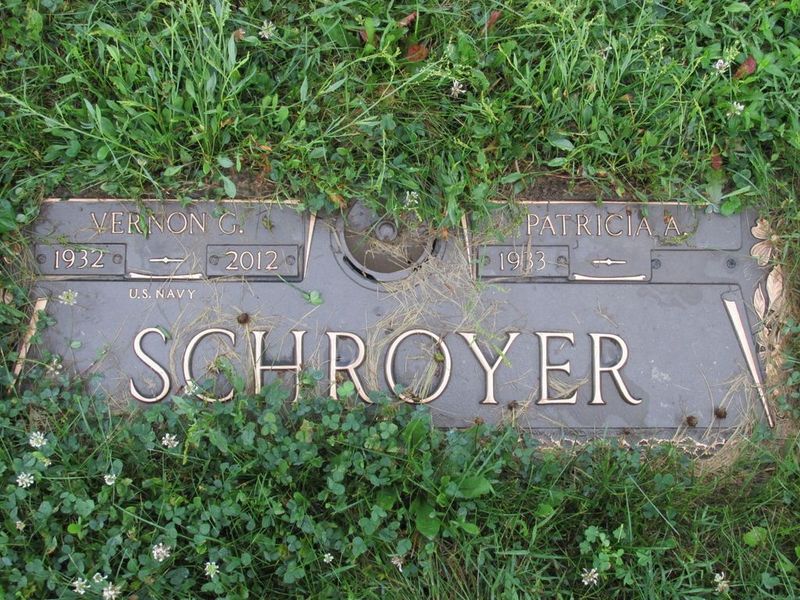 VERNON G.
1932 2012
U.S. NAVY
PATRICIA A.
1933
SCHROYER